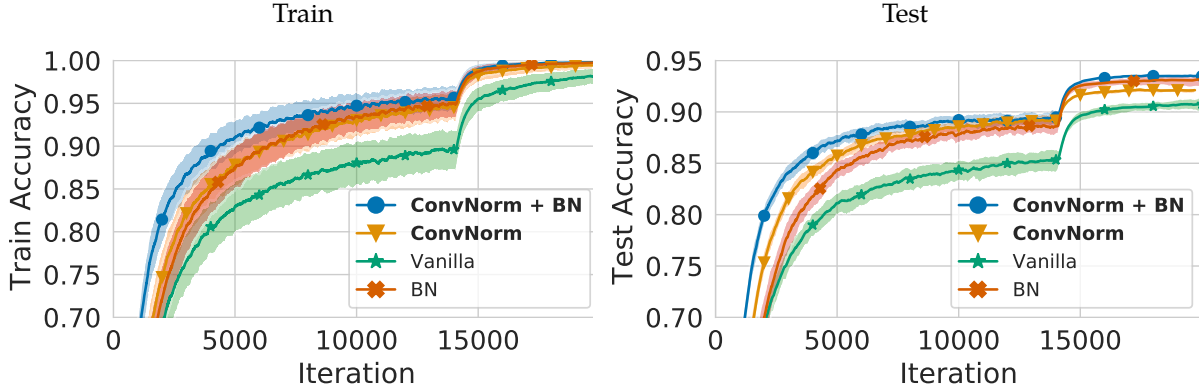 Train
Test
Train Accuracy
1.00
0.95
0.90
0.85
0.80
0.75
0.70
0
5000
10000
15000
Iteration
ConvNorm + BN
ConvNorm
Vanilla
BN
Test Accuracy
0.95
0.90
0.85
0.80
0.75
0.70
0
5000
10000
15000
Iteration
ConvNorm + BN
ConvNorm
Vanilla
BN